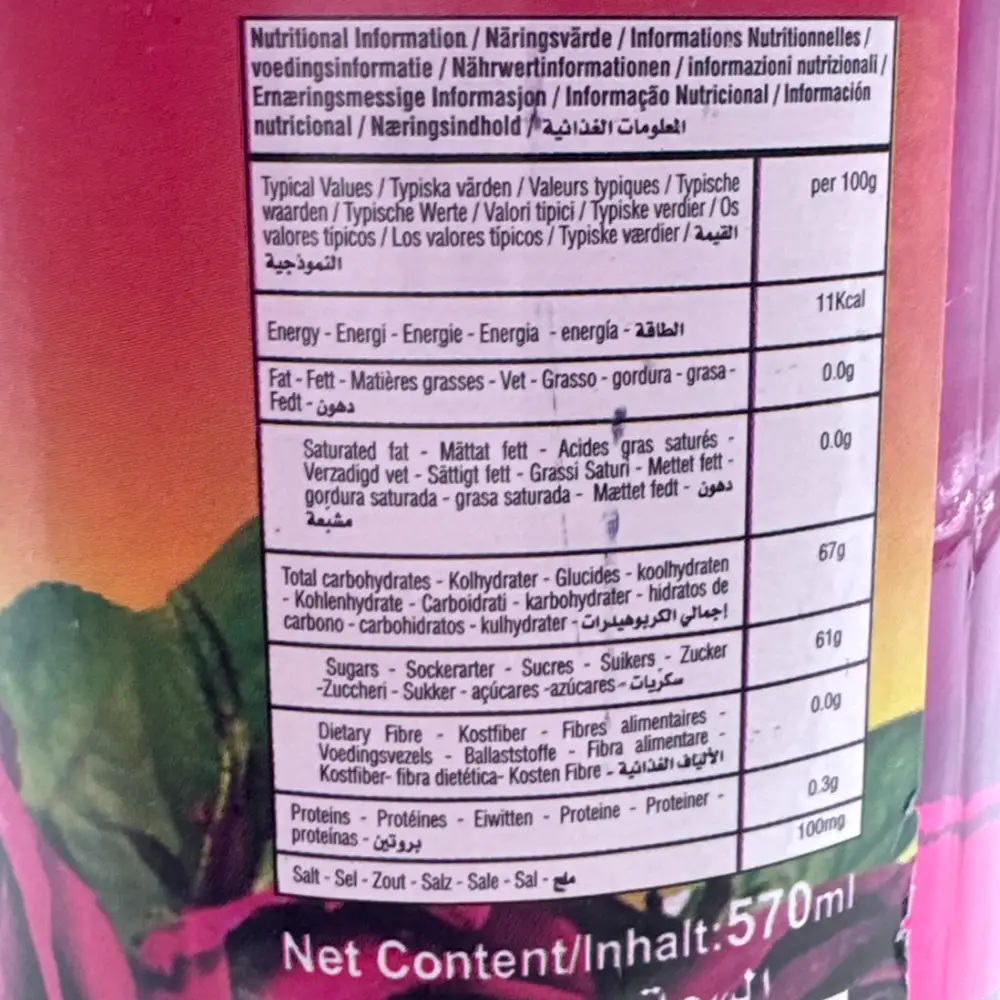 Nutritional Information / Näringsvärde / Informations Nutritionnelles /
voedingsinformatie / Nährwertinformationen / informazioni nutrizionali /
Ernæringsmessige Informasjon / Informação Nutricional / Información
nutricional / Næringsindhold / المعلومات الغذائية
Typical Values / Typiska värden / Valeurs typiques / Typische
waarden / Typische Werte / Valori tipici / Typiske verdier / Os
valores típicos / Los valores típicos / Typiske værdier / القيمة
النموذجية
per 100g
Energy - Energi - Energie - Energia - energía - الطاقة
11Kcal
Fat - Fett - Matières grasses - Vet - Grasso - gordura - grasa -
Fedt - دهون
0.0g
Saturated fat - Mättat fett - Acides gras saturés -
Verzadigd vet - Sättigt fett - Grassi Saturi - Mettet fett -
gordura saturada - grasa saturada - Mættet fedt - دهون
مشبعة
0.0g
Total carbohydrates - Kolhydrater - Glucides - koolhydraten
- Kohlenhydrate - Carboidrati - karbohydrater - hidratos de
carbono - carbohidratos - kulhydrater - إجمالي الكربوهيدرات
67g
Sugars - Sockerarter - Sucres - Suikers - Zucker
-Zuccheri - Sukker - açúcares -azúcares- سكريات
61g
Dietary Fibre - Kostfiber - Fibres alimentaires -
Voedingsvezels - Ballaststoffe - Fibra alimentare -
Kostfiber- fibra dietética- Kosten Fibre - الألياف الغذائية
0.0g
Proteins - Protéines - Eiwitten - Proteine - Proteiner -
proteínas - بروتين
0.3g
Salt - Sel - Zout - Salz - Sale - Sal - ملح
100mg
Net Content/Inhalt:570ml